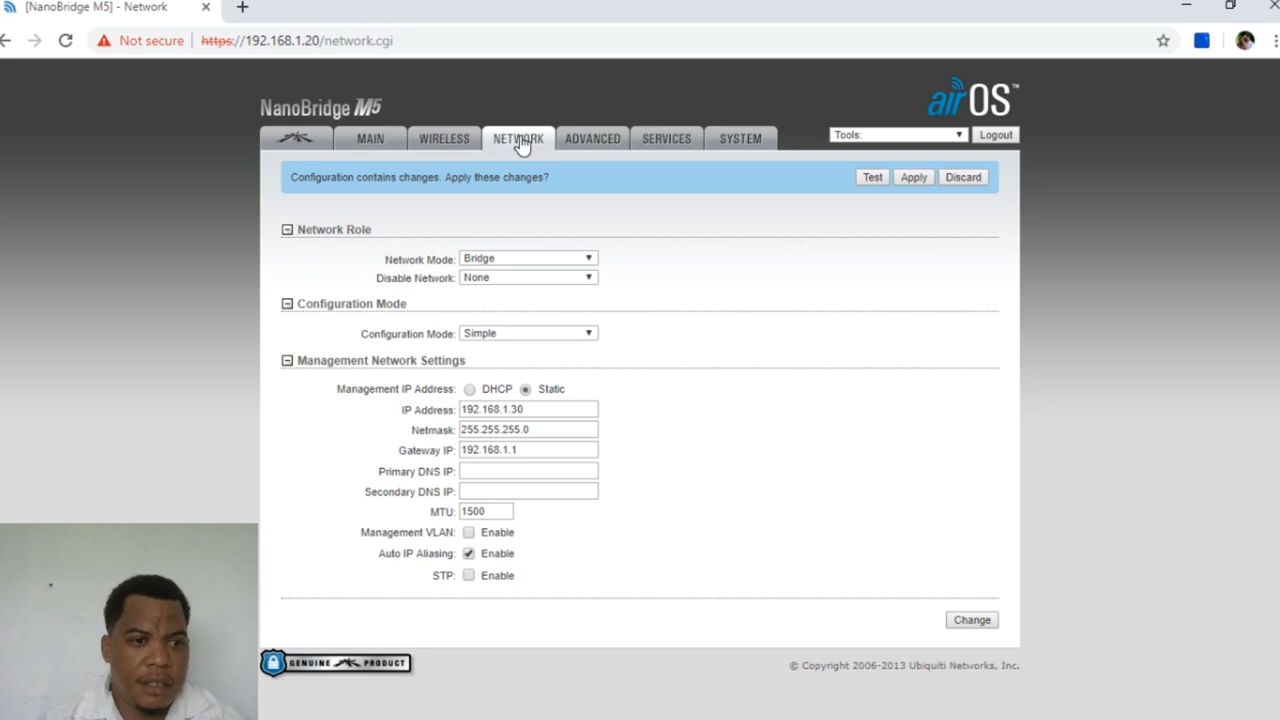 [NanoBridge M5] - Network
Not secure https://192.168.1.20/network.cgi
NanoBridge M5
airOS™
MAIN WIRELESS NETWORK ADVANCED SERVICES SYSTEM Tools: Logout
Configuration contains changes. Apply these changes? Test Apply Discard
Network Role
Network Mode: Bridge
Disable Network: None
Configuration Mode
Configuration Mode: Simple
Management Network Settings
Management IP Address: DHCP Static
IP Address: 192.168.1.30
Netmask: 255.255.255.0
Gateway IP: 192.168.1.1
Primary DNS IP:
Secondary DNS IP:
MTU: 1500
Management VLAN: Enable
Auto IP Aliasing: Enable
STP: Enable
Change
GENUINE PRODUCT
© Copyright 2006-2013 Ubiquiti Networks, Inc.